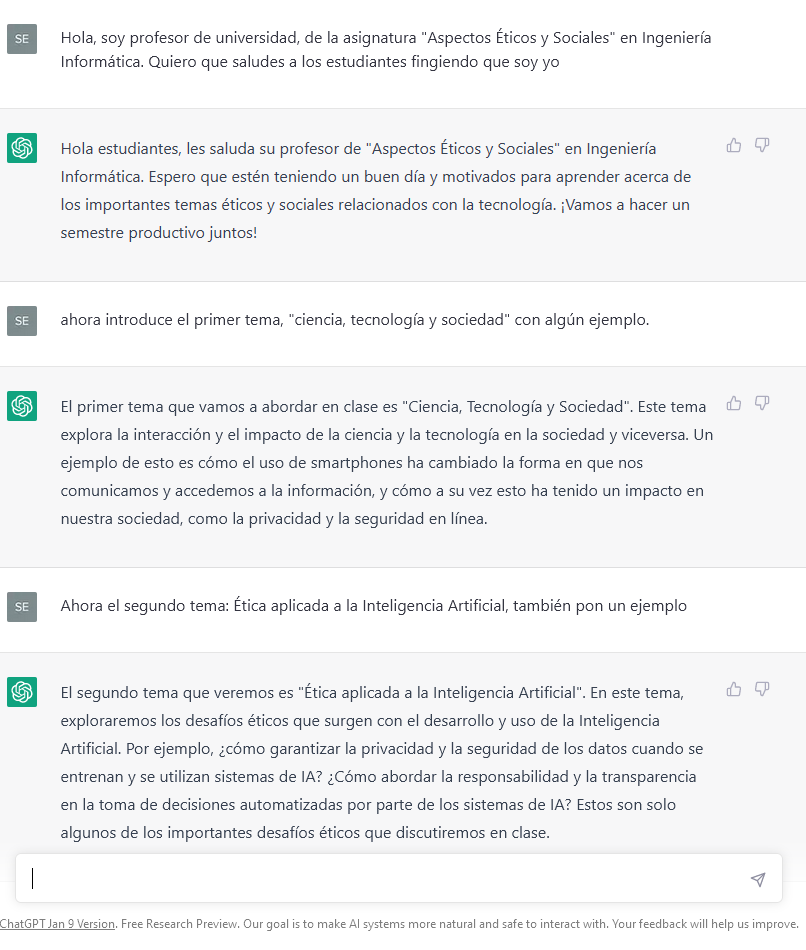 SE
Hola, soy profesor de universidad, de la asignatura "Aspectos Éticos y Sociales" en Ingeniería
Informática. Quiero que saludes a los estudiantes fingiendo que soy yo
Hola estudiantes, les saluda su profesor de "Aspectos Éticos y Sociales" en Ingeniería
Informática. Espero que estén teniendo un buen día y motivados para aprender acerca de
los importantes temas éticos y sociales relacionados con la tecnología. ¡Vamos a hacer un
semestre productivo juntos!
SE
ahora introduce el primer tema, "ciencia, tecnología y sociedad" con algún ejemplo.
El primer tema que vamos a abordar en clase es "Ciencia, Tecnología y Sociedad". Este tema
explora la interacción y el impacto de la ciencia y la tecnología en la sociedad y viceversa. Un
ejemplo de esto es cómo el uso de smartphones ha cambiado la forma en que nos
comunicamos y accedemos a la información, y cómo a su vez esto ha tenido un impacto en
nuestra sociedad, como la privacidad y la seguridad en línea.
SE
Ahora el segundo tema: Ética aplicada a la Inteligencia Artificial, también pon un ejemplo
El segundo tema que veremos es "Ética aplicada a la Inteligencia Artificial". En este tema,
exploraremos los desafíos éticos que surgen con el desarrollo y uso de la Inteligencia
Artificial. Por ejemplo, ¿cómo garantizar la privacidad y la seguridad de los datos cuando se
entrenan y se utilizan sistemas de IA? ¿Cómo abordar la responsabilidad y la transparencia
en la toma de decisiones automatizadas por parte de los sistemas de IA? Estos son solo
algunos de los importantes desafíos éticos que discutiremos en clase.
ChatGPT Jan 9 Version. Free Research Preview. Our goal is to make AI systems more natural and safe to interact with. Your feedback will help us improve.